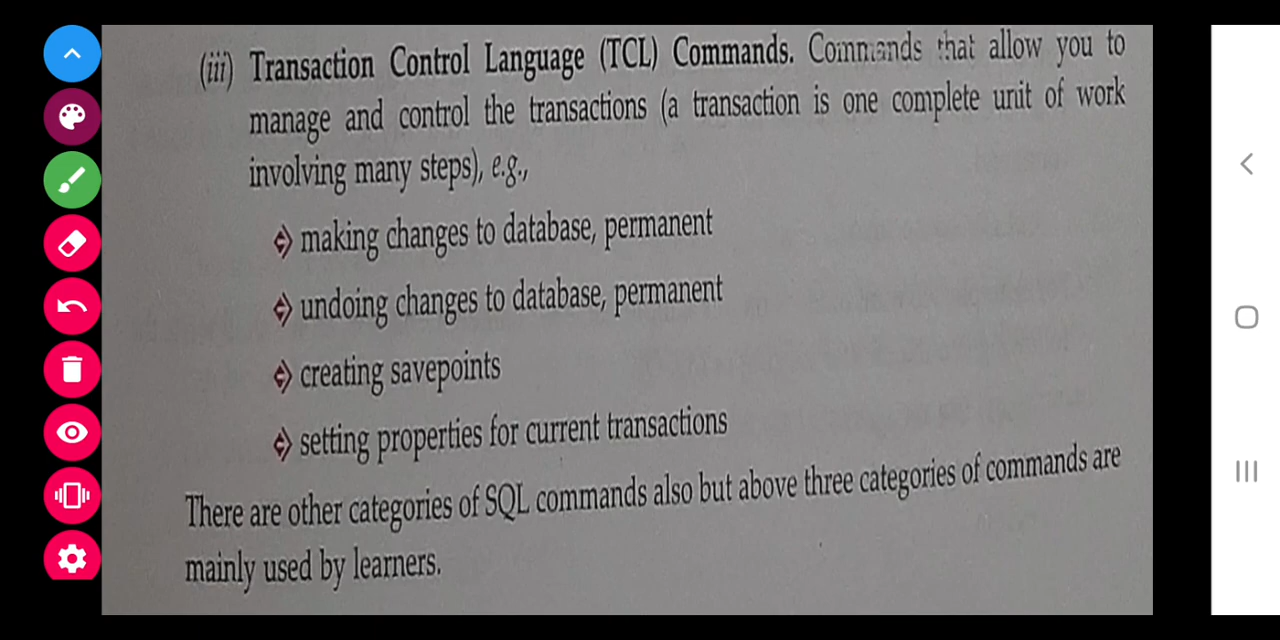 (iii) Transaction Control Language (TCL) Commands. Commands that allow you to
manage and control the transactions (a transaction is one complete unit of work
involving many steps), e.g.,
making changes to database, permanent
undoing changes to database, permanent
creating savepoints
setting properties for current transactions
There are other categories of SQL commands also but above three categories of commands are
mainly used by learners.